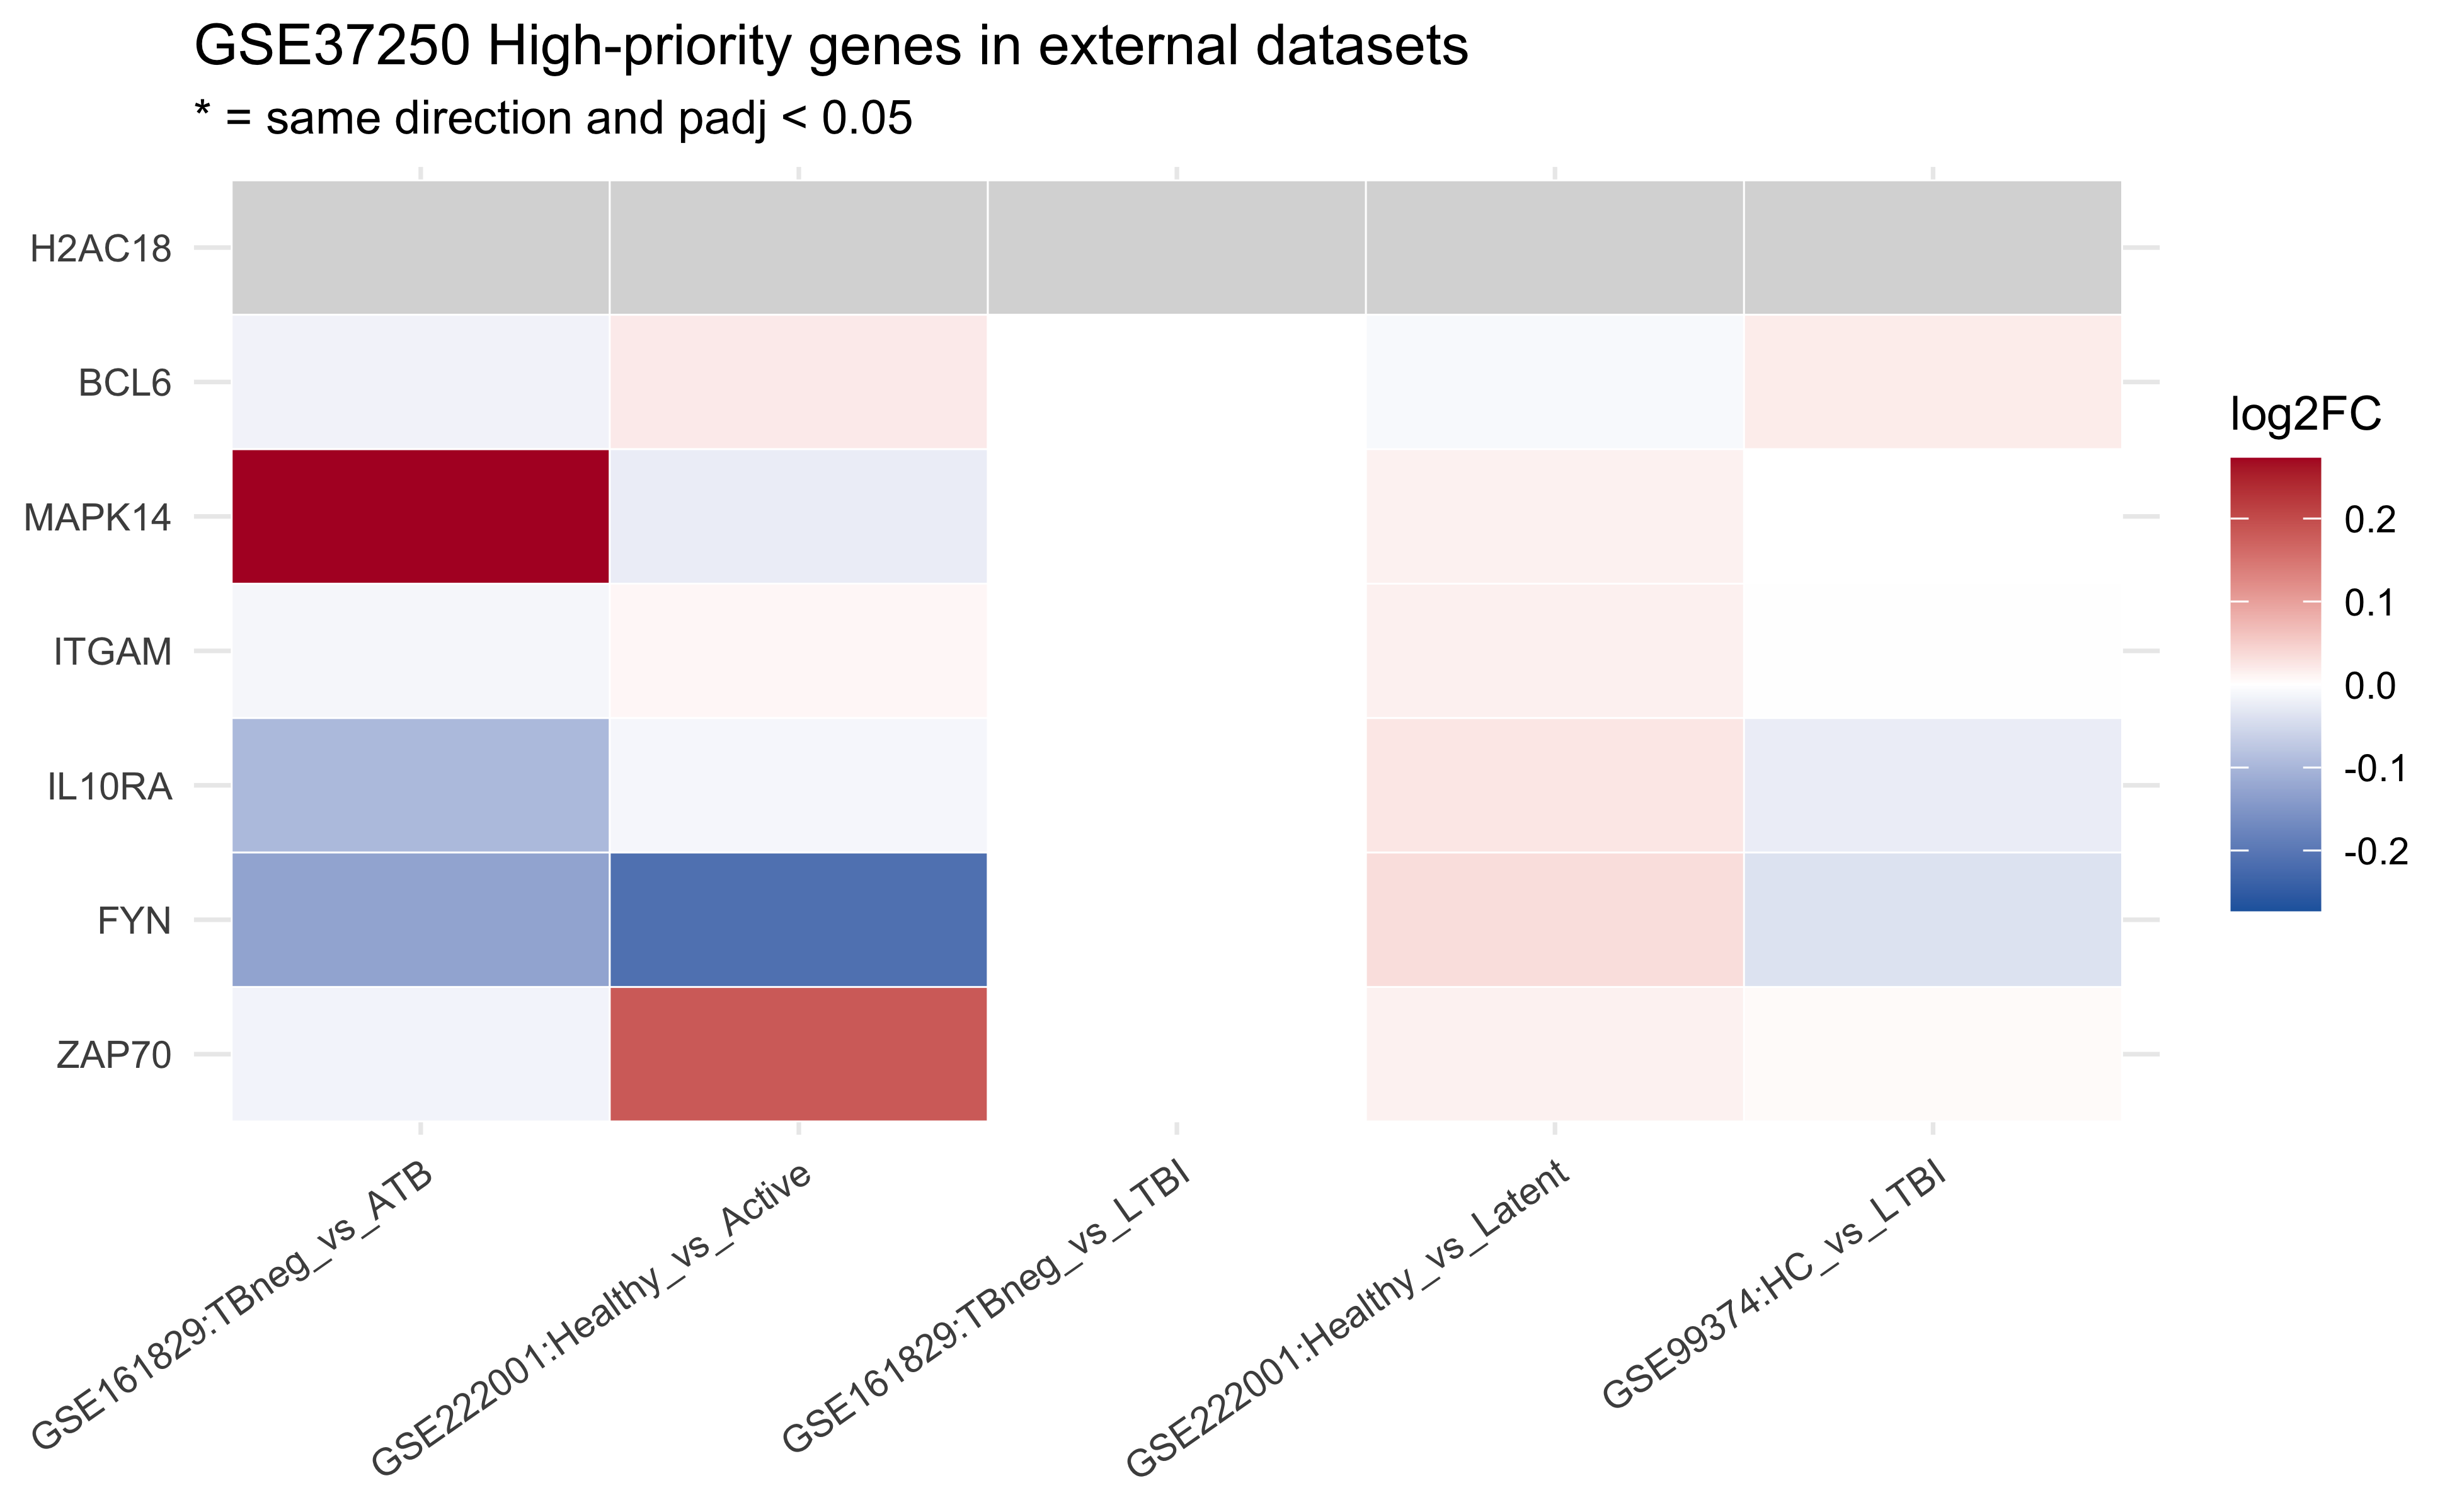 GSE37250 High-priority genes in external datasets
* = same direction and padj < 0.05
H2AC18
BCL6
MAPK14
ITGAM
IL10RA
FYN
ZAP70
log2FC
0.2
0.1
0.0
-0.1
-0.2
GSE161829:TBneg_vs_ATB
GSE22001:Healthy_vs_Active
GSE161829:TBneg_vs_LTBI
GSE22001:Healthy_vs_Latent
GSE99374:HC_vs_LTBI